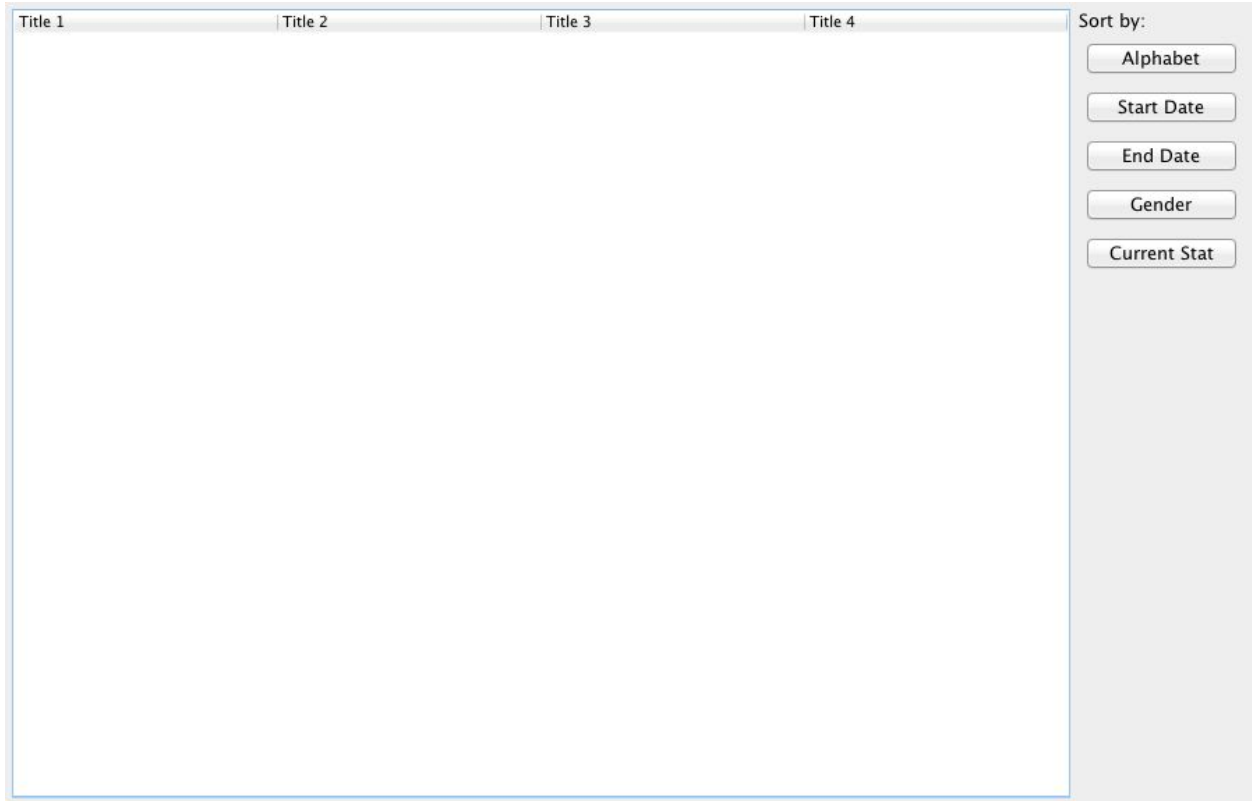 Title 1 Title 2 Title 3 Title 4
Sort by:
Alphabet
Start Date
End Date
Gender
Current Stat